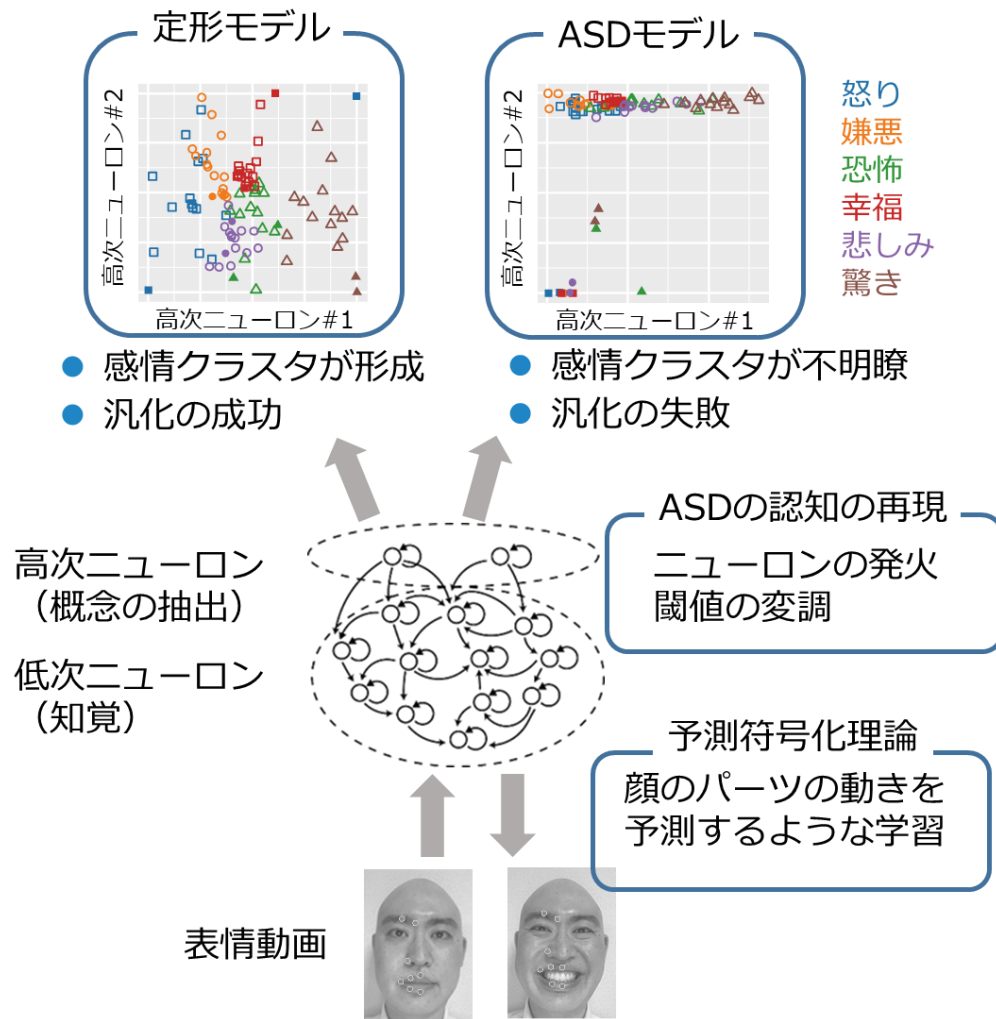 定形モデル
ASDモデル
高次ニューロン#2
高次ニューロン#1
高次ニューロン#2
高次ニューロン#1
怒り
嫌悪
恐怖
幸福
悲しみ
驚き
感情クラスタが形成
汎化の成功
感情クラスタが不明瞭
汎化の失敗
高次ニューロン
（概念の抽出）
低次ニューロン
（知覚）
ASDの認知の再現
ニューロンの発火
閾値の変調
予測符号化理論
顔のパーツの動きを
予測するような学習
表情動画